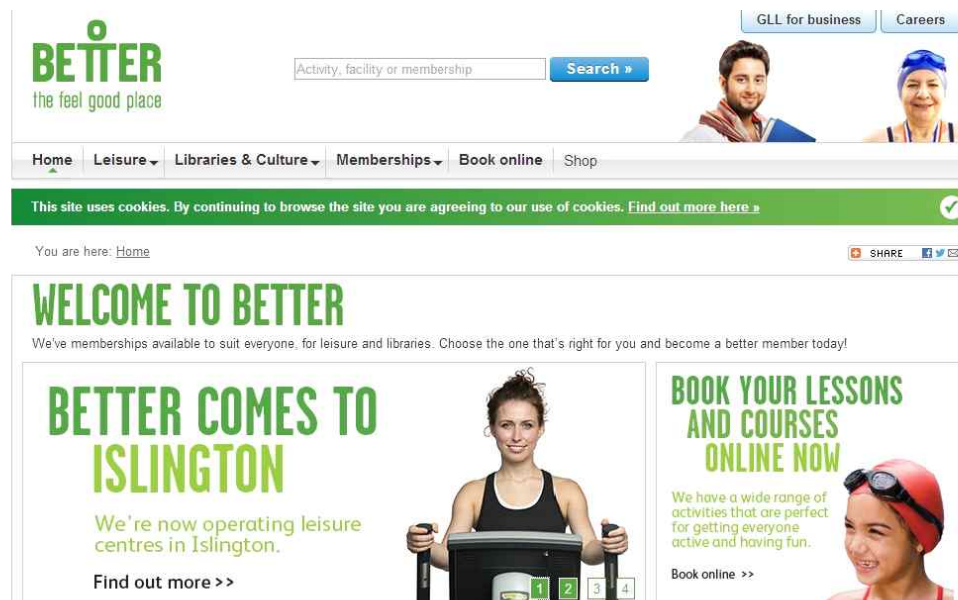 GLL for business
Careers
BETTER
the feel good place
Activity, facility or membership
Search »
Home
Leisure
Libraries & Culture
Memberships
Book online
Shop
This site uses cookies. By continuing to browse the site you are agreeing to our use of cookies. Find out more here »
You are here: Home
SHARE
WELCOME TO BETTER
We've memberships available to suit everyone, for leisure and libraries. Choose the one that's right for you and become a better member today!
BETTER COMES TO
ISLINGTON
We're now operating leisure
centres in Islington.
Find out more >>
1 2 3 4
BOOK YOUR LESSONS
AND COURSES
ONLINE NOW
We have a wide range of
activities that are perfect
for getting everyone
active and having fun.
Book online >>